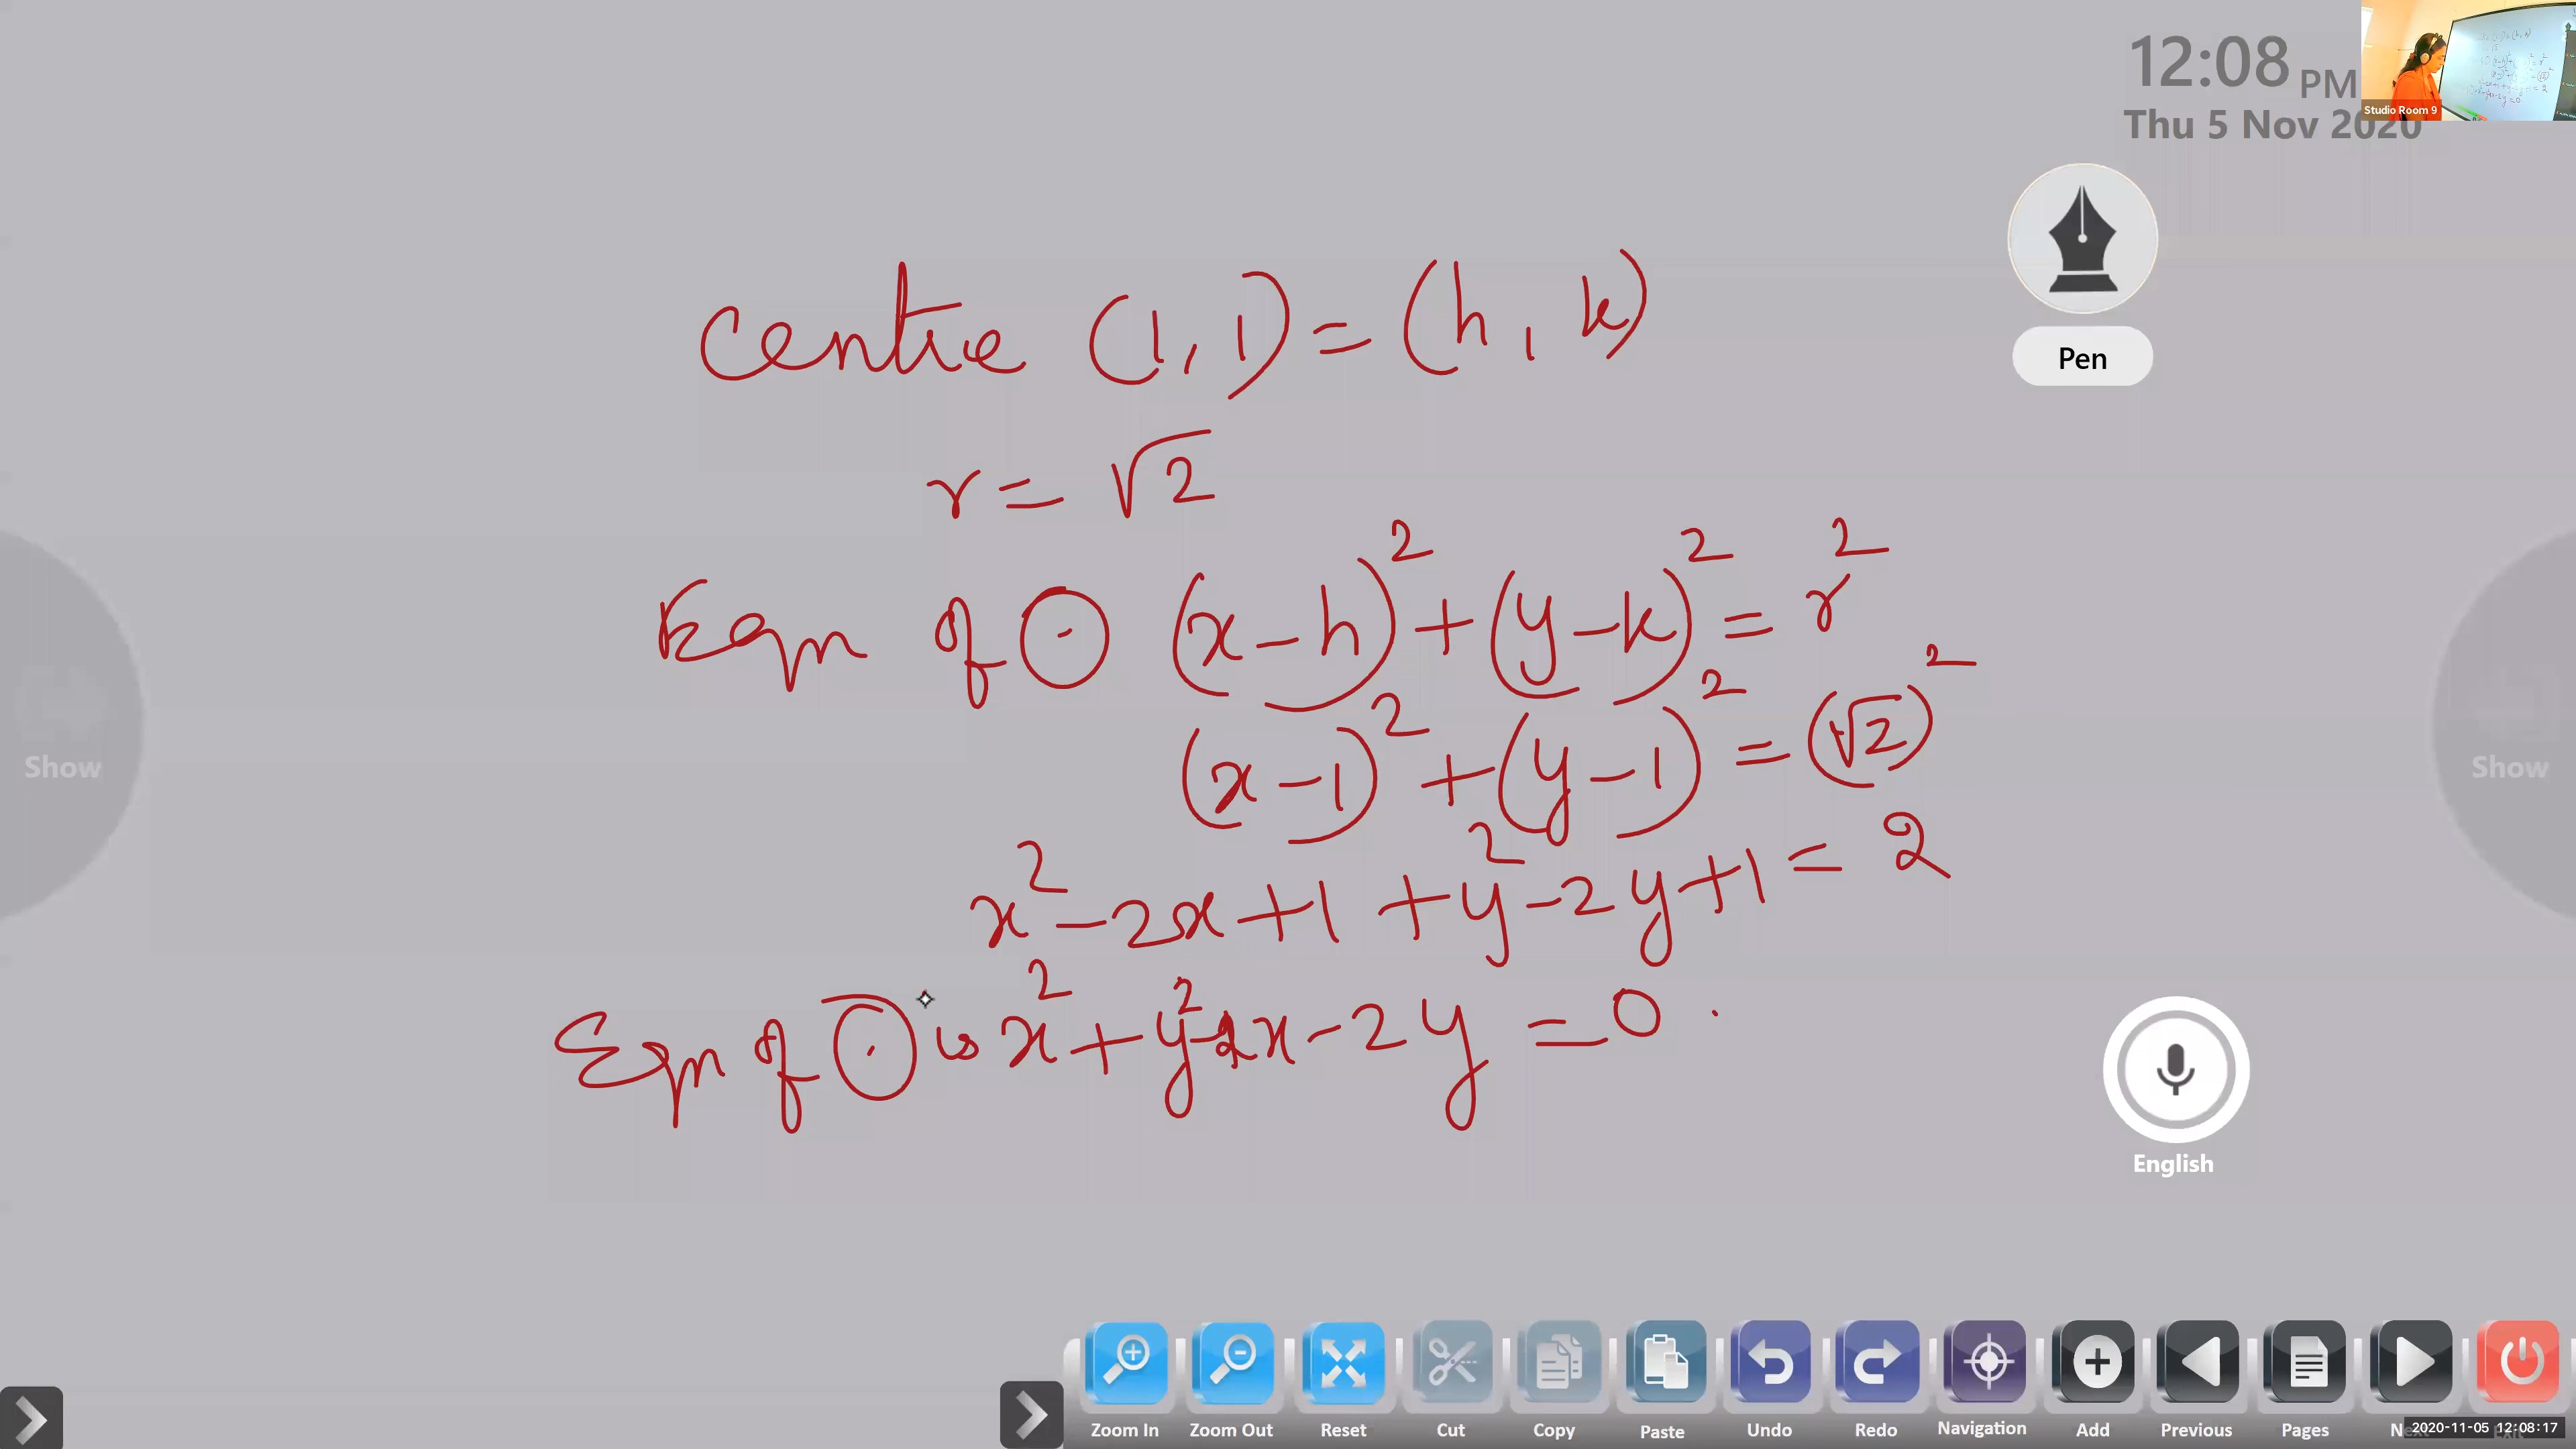 12:08 PM
Thu 5 Nov 2020
Studio Room 9
Pen
Centre (1, 1) = (h, k)
r = √2
Eqn of ⊙ (x − h)² + (y − k)² = r²
(x − 1)² + (y − 1)² = (√2)²
x² − 2x + 1 + y² − 2y + 1 = 2
Eqn of ⊙ is x² + y² − 2x − 2y = 0.
Show
Show
English
Zoom In Zoom Out Reset Cut Copy Paste Undo Redo Navigation Add Previous Pages
2020-11-05 12:08:17